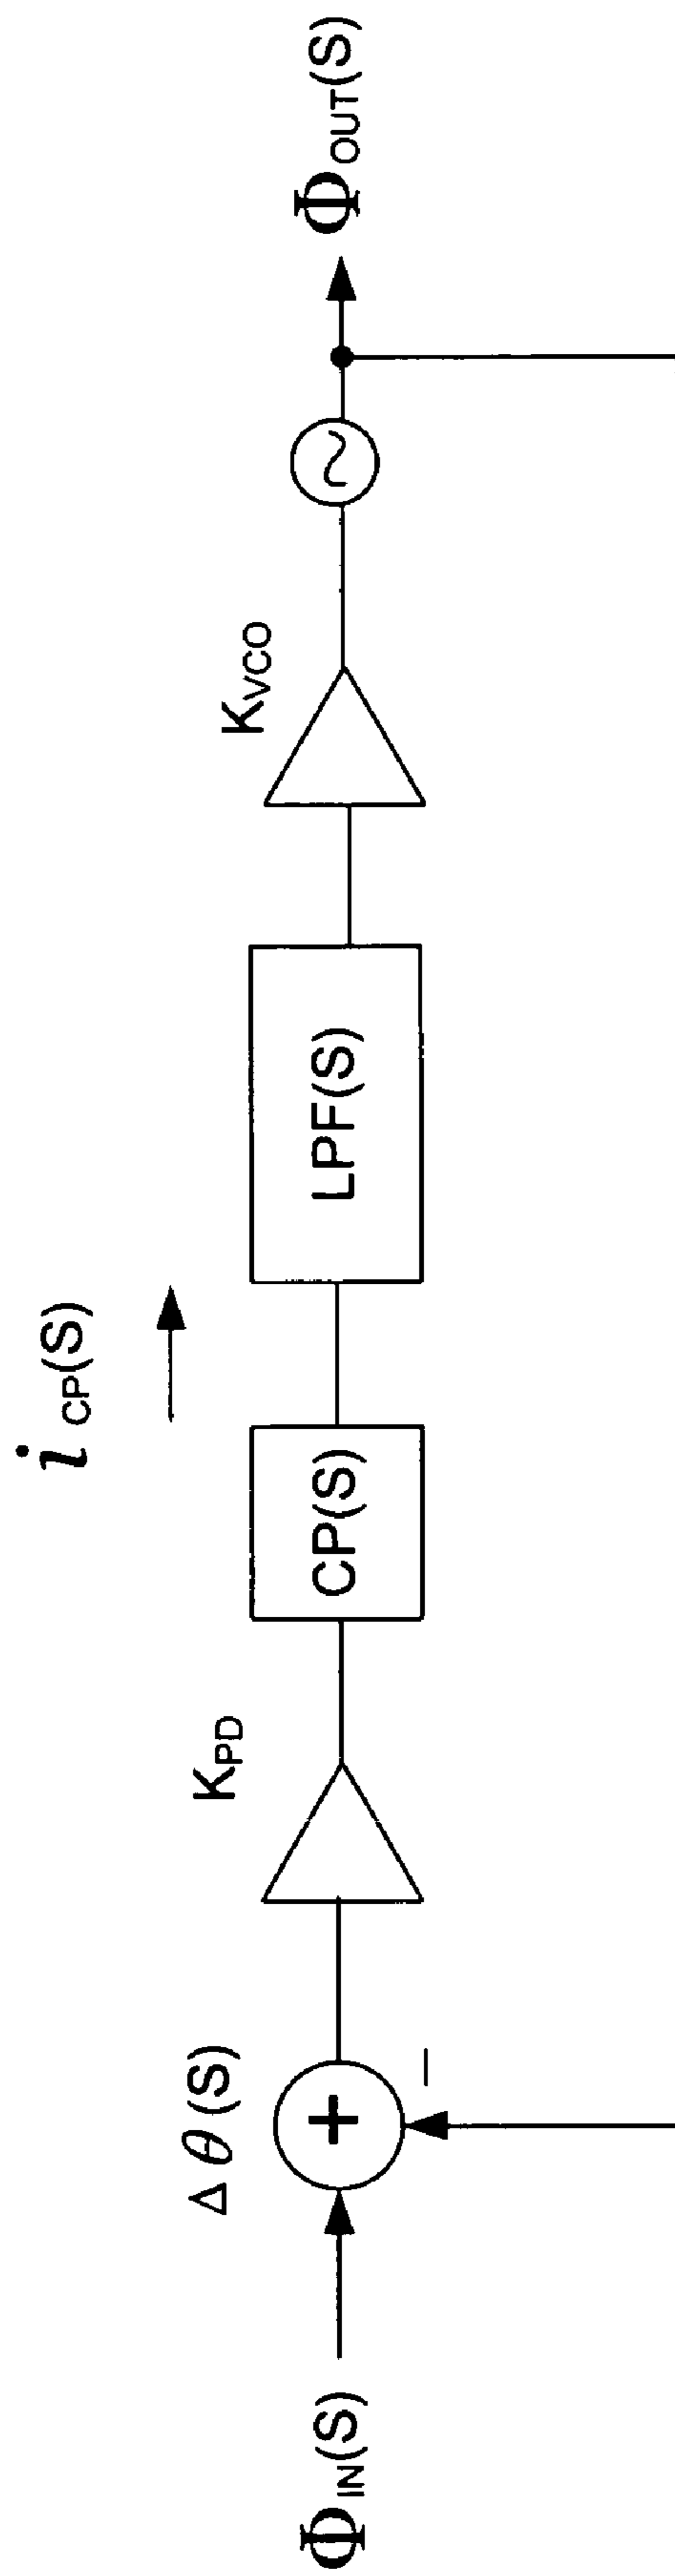 Φ_IN(S)
Δθ(S)
+
−
K_PD
CP(S)
i_CP(S)
LPF(S)
K_VCO
Φ_OUT(S)